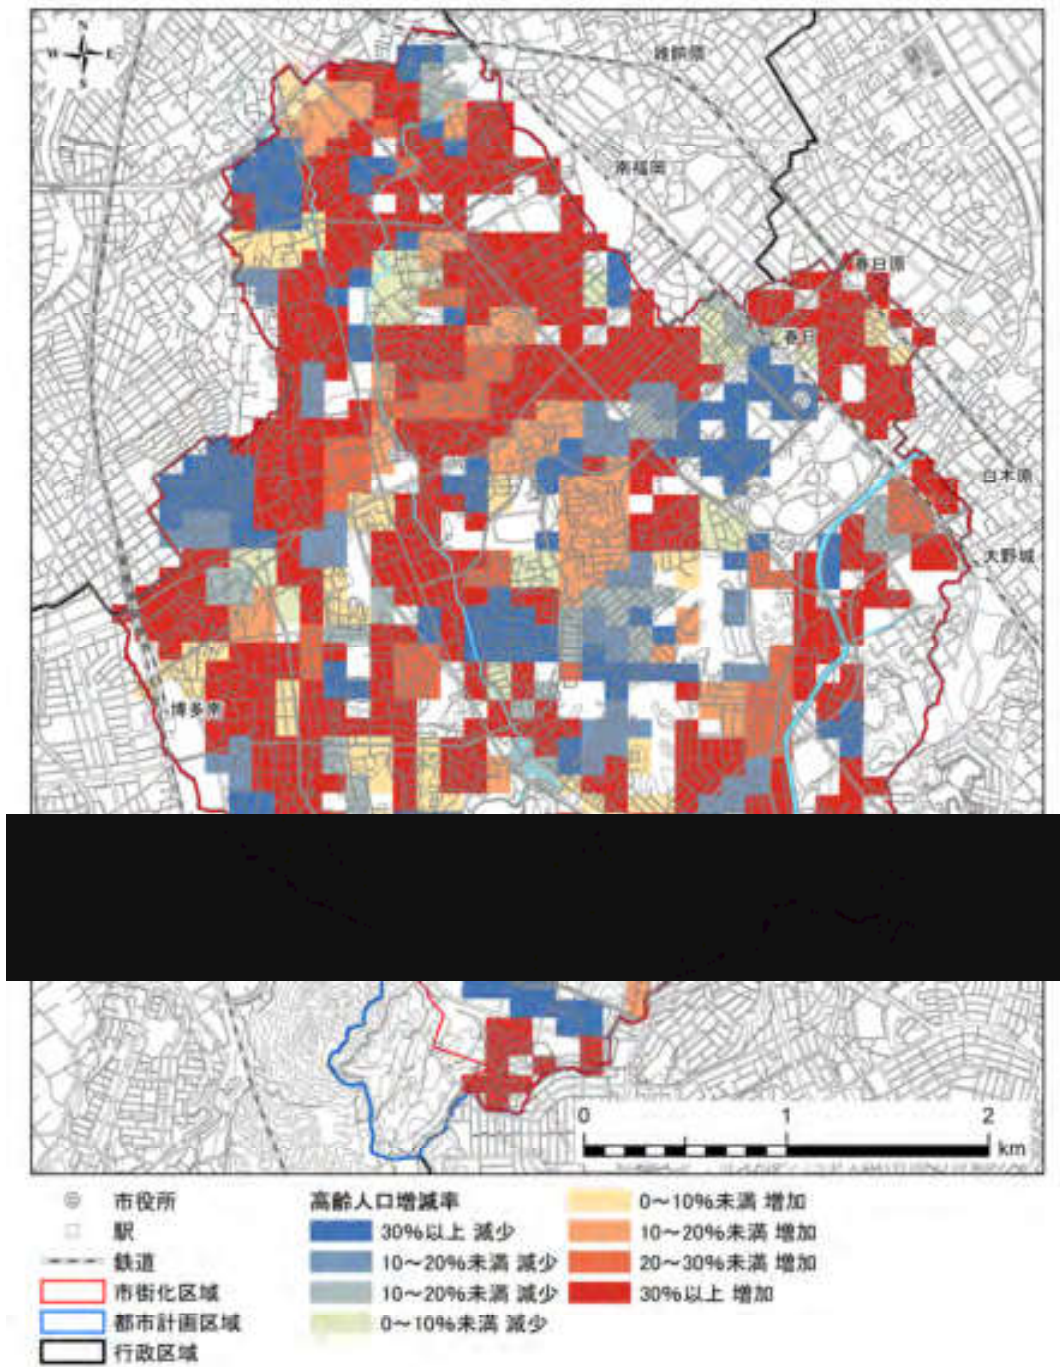 N
W E
S
雑餉隈
南福岡
春日原
春日
白木原
大野城
博多南
0 1 2
km
市役所
駅
鉄道
市街化区域
都市計画区域
行政区域
高齢人口増減率
30%以上 減少
10～20%未満 減少
10～20%未満 減少
0～10%未満 減少
0～10%未満 増加
10～20%未満 増加
20～30%未満 増加
30%以上 増加